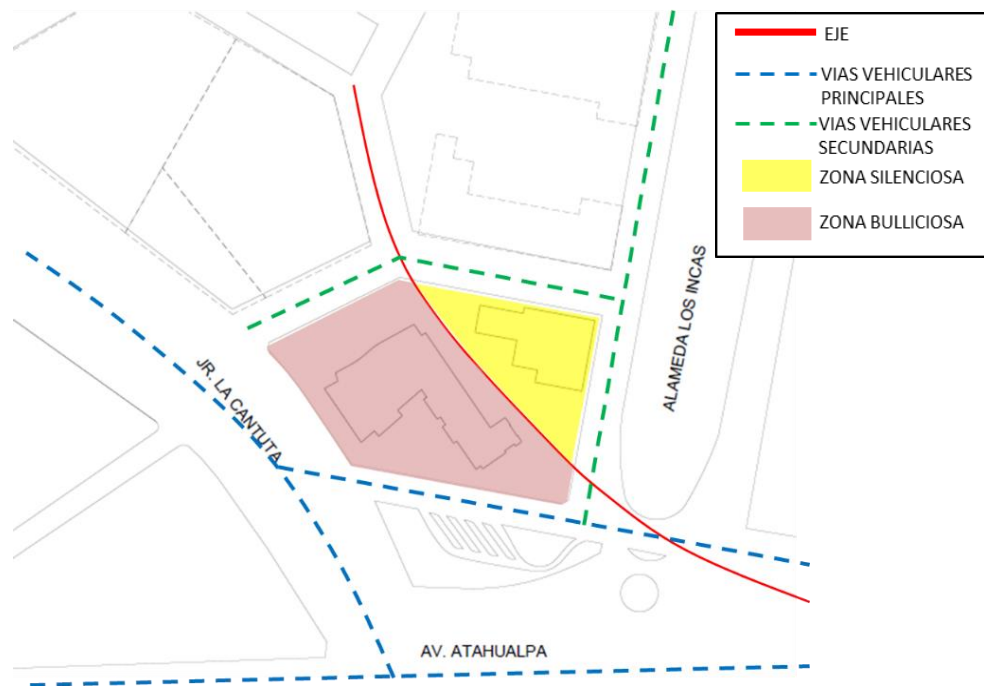 EJE
VIAS VEHICULARES
PRINCIPALES
VIAS VEHICULARES
SECUNDARIAS
ZONA SILENCIOSA
ZONA BULLICIOSA
ALAMEDA LOS INCAS
JR. LA CANTUTA
AV. ATAHUALPA